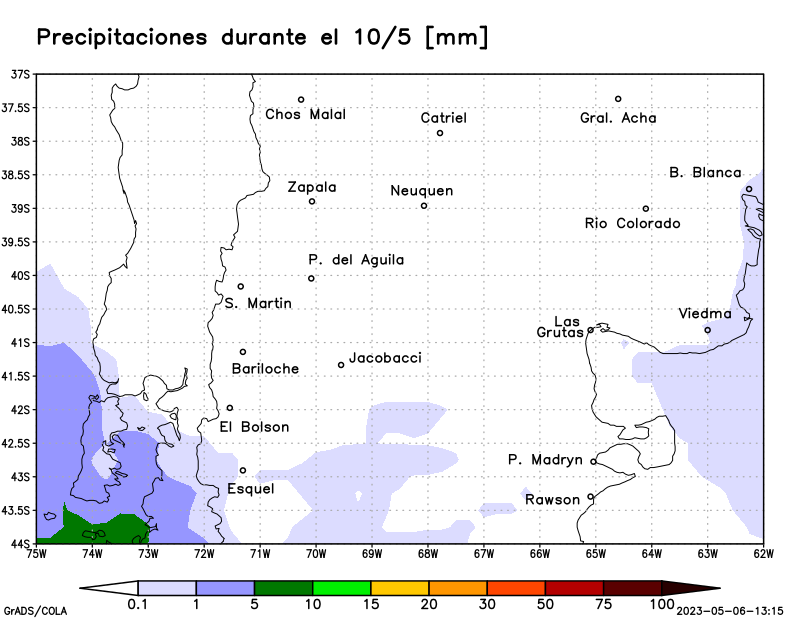 Precipitaciones durante el 10/5 [mm]
37S
37.5S
Chos Malal
Catriel
Gral. Acha
38S
38.5S
B. Blanca
Zapala
Neuquen
39S
Rio Colorado
39.5S
P. del Aguila
40S
S. Martin
40.5S
Las
Grutas
Viedma
41S
Bariloche
Jacobacci
41.5S
42S
El Bolson
42.5S
P. Madryn
43S
Esquel
Rawson
43.5S
44S
75W 74W 73W 72W 71W 70W 69W 68W 67W 66W 65W 64W 63W 62W
0.1 1 5 10 15 20 30 50 75 100
GrADS/COLA
2023-05-06-13:15